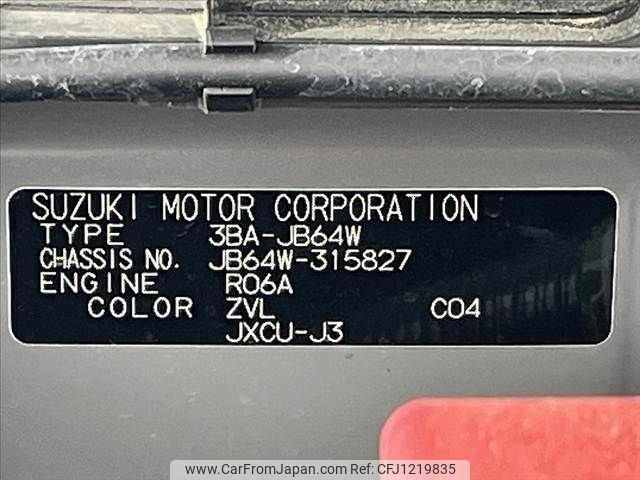 SUZUKI MOTOR CORPORATION
TYPE 3BA-JB64W
CHASSIS NO. JB64W-315827
ENGINE R06A
COLOR ZVL C04
JXCU-J3
www.CarFromJapan.com CFJ1219835